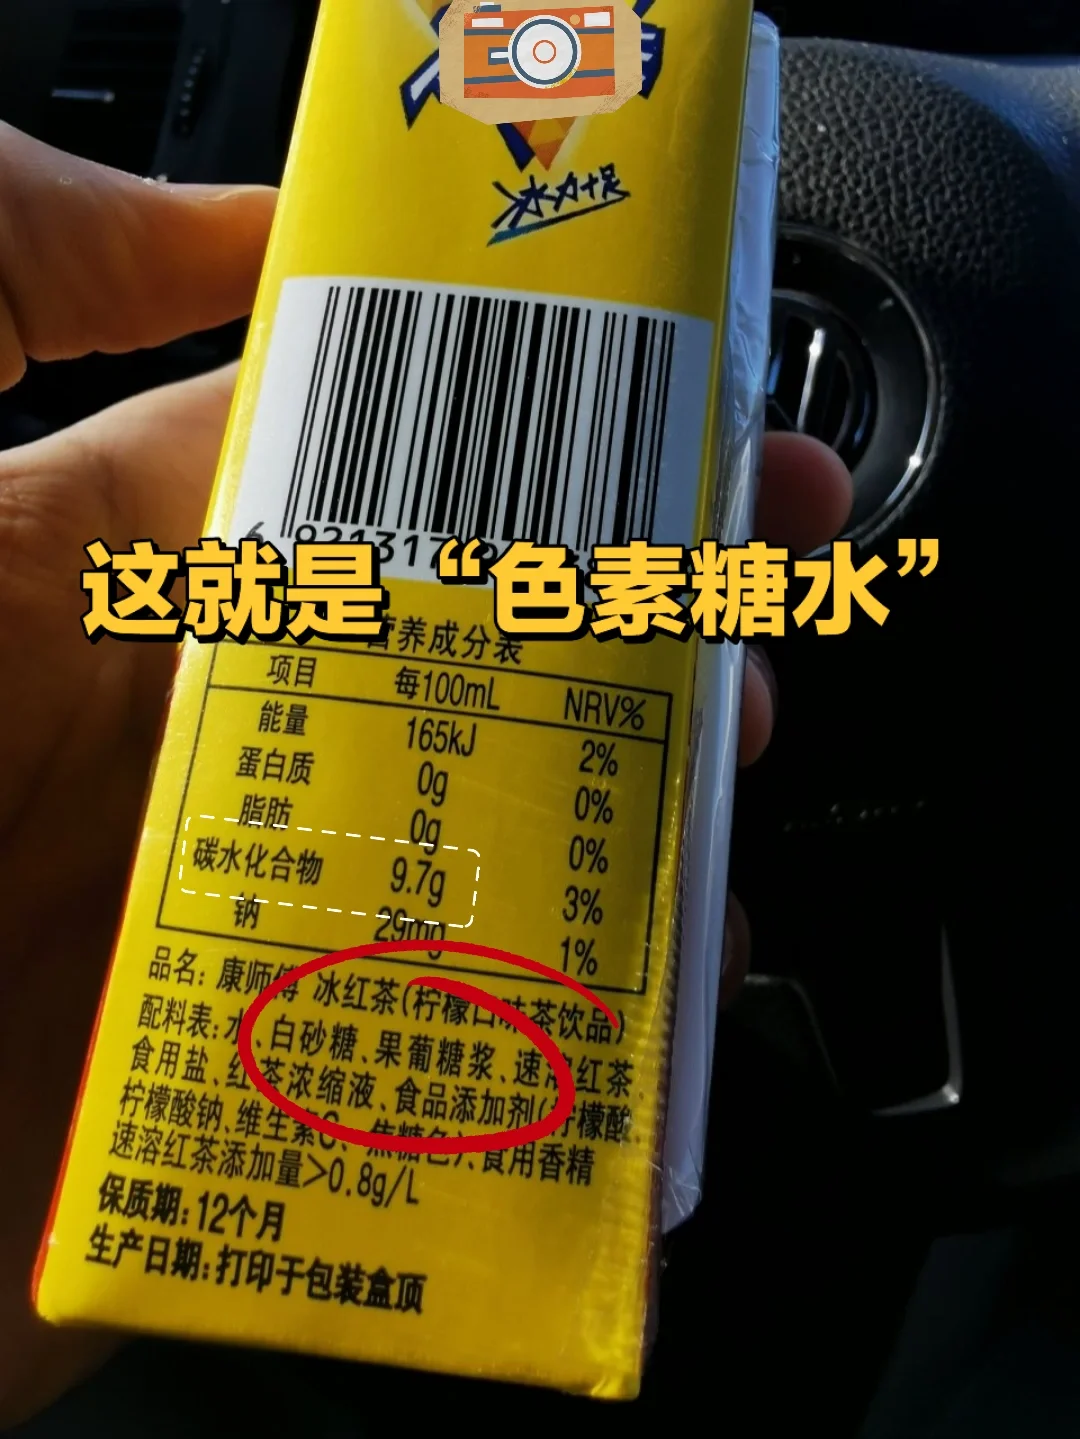 冰力十足
这就是“色素糖水”
营养成分表
项目 每100mL NRV%
能量 165kJ 2%
蛋白质 0g 0%
脂肪 0g 0%
碳水化合物 9.7g 3%
钠 29mg 1%
品名：康师傅 冰红茶(柠檬口味茶饮品)
配料表：水、白砂糖、果葡糖浆、速溶红茶、
食用盐、红茶浓缩液、食品添加剂(柠檬酸、
柠檬酸钠、维生素C、焦糖色)、食用香精
速溶红茶添加量>0.8g/L
保质期：12个月
生产日期：打印于包装盒顶